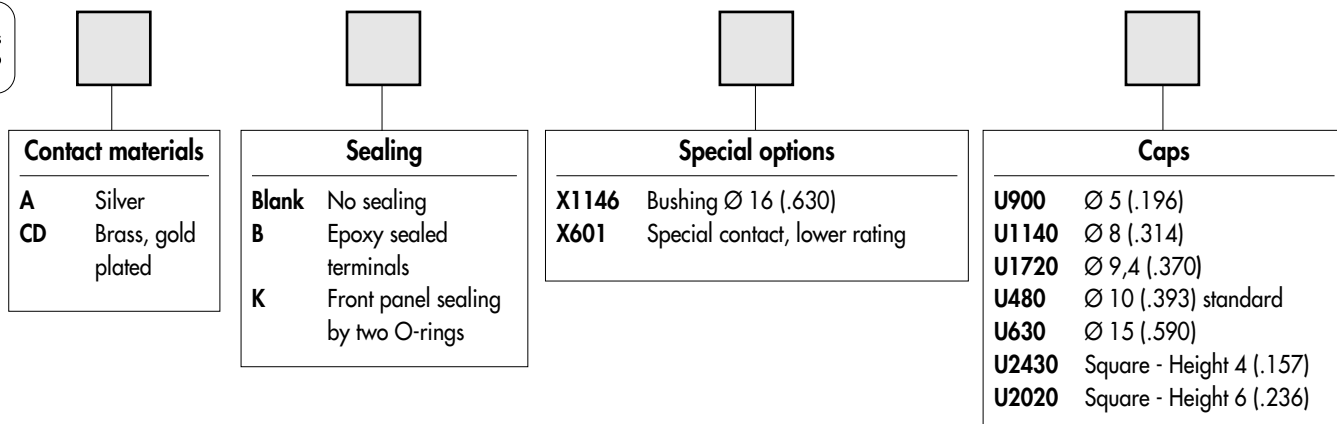 Contact materials
A Silver
CD Brass, gold
plated
Sealing
Blank No sealing
B Epoxy sealed
terminals
K Front panel sealing
by two O-rings
Special options
X1146 Bushing Ø 16 (.630)
X601 Special contact, lower rating
Caps
U900 Ø 5 (.196)
U1140 Ø 8 (.314)
U1720 Ø 9,4 (.370)
U480 Ø 10 (.393) standard
U630 Ø 15 (.590)
U2430 Square - Height 4 (.157)
U2020 Square - Height 6 (.236)